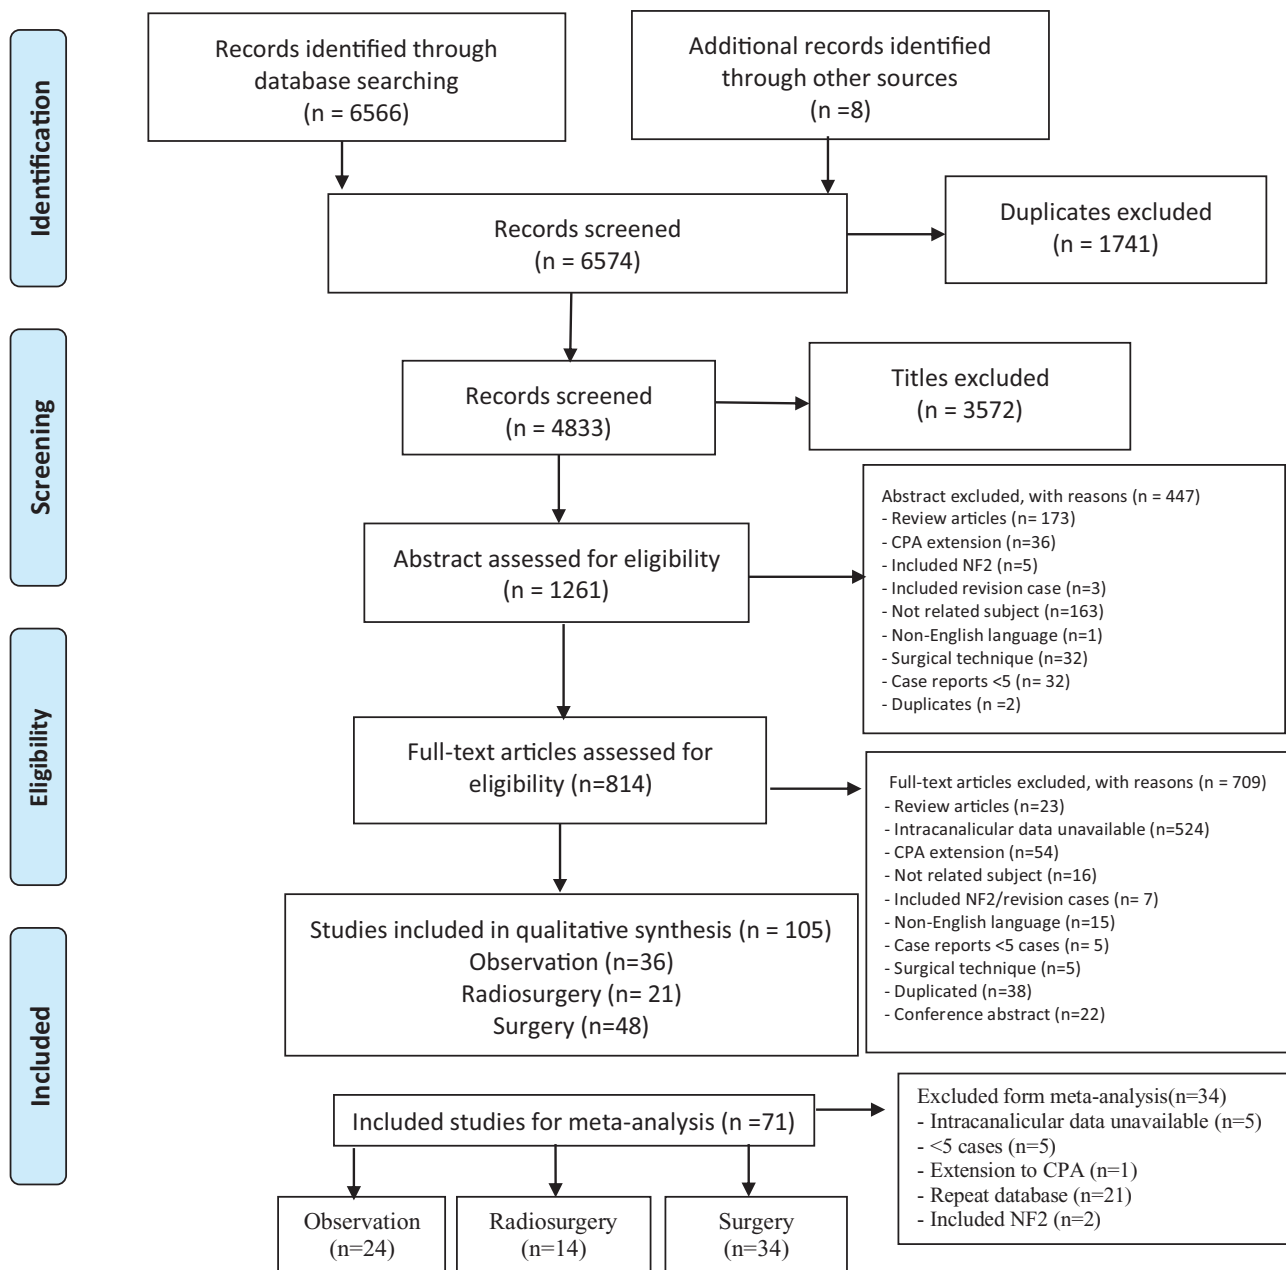 Identification
Records identified through
database searching
(n = 6566)
Additional records identified
through other sources
(n =8)
Records screened
(n = 6574)
Duplicates excluded
(n = 1741)
Screening
Records screened
(n = 4833)
Titles excluded
(n = 3572)
Abstract assessed for eligibility
(n = 1261)
Abstract excluded, with reasons (n = 447)
- Review articles (n= 173)
- CPA extension (n=36)
- Included NF2 (n=5)
- Included revision case (n=3)
- Not related subject (n=163)
- Non-English language (n=1)
- Surgical technique (n=32)
- Case reports <5 (n= 32)
- Duplicates (n =2)
Eligibility
Full-text articles assessed for
eligibility (n=814)
Full-text articles excluded, with reasons (n = 709)
- Review articles (n=23)
- Intracanalicular data unavailable (n=524)
- CPA extension (n=54)
- Not related subject (n=16)
- Included NF2/revision cases (n= 7)
- Non-English language (n=15)
- Case reports <5 cases (n= 5)
- Surgical technique (n=5)
- Duplicated (n=38)
- Conference abstract (n=22)
Included
Studies included in qualitative synthesis (n = 105)
Observation (n=36)
Radiosurgery (n= 21)
Surgery (n=48)
Included studies for meta-analysis (n =71)
Excluded form meta-analysis(n=34)
- Intracanalicular data unavailable (n=5)
- <5 cases (n=5)
- Extension to CPA (n=1)
- Repeat database (n=21)
- Included NF2 (n=2)
Observation
(n=24)
Radiosurgery
(n=14)
Surgery
(n=34)